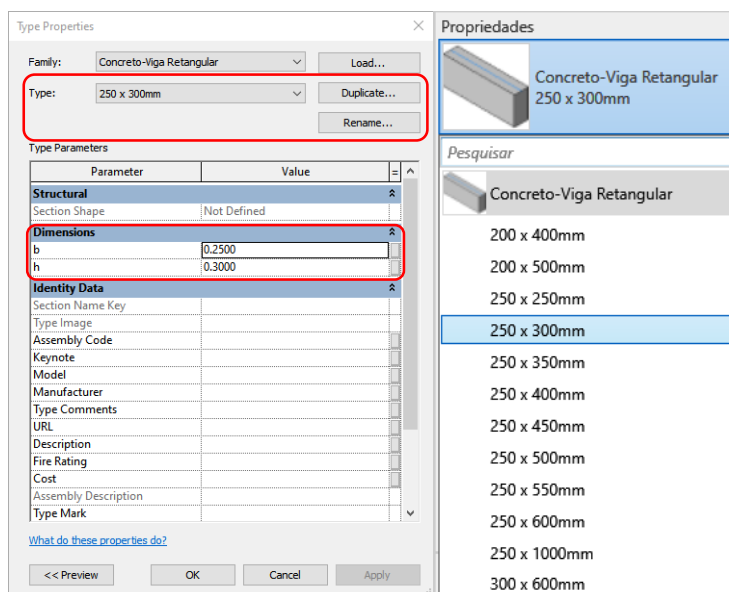 Type Properties
Family: Concreto-Viga Retangular Load...
Type: 250 x 300mm Duplicate...
Rename...
Type Parameters
Parameter Value =
Structural
Section Shape Not Defined
Dimensions
b 0.2500
h 0.3000
Identity Data
Section Name Key
Type Image
Assembly Code
Keynote
Model
Manufacturer
Type Comments
URL
Description
Fire Rating
Cost
Assembly Description
Type Mark
What do these properties do?
<< Preview OK Cancel Apply
Propriedades
Concreto-Viga Retangular
250 x 300mm
Pesquisar
Concreto-Viga Retangular
200 x 400mm
200 x 500mm
250 x 250mm
250 x 300mm
250 x 350mm
250 x 400mm
250 x 450mm
250 x 500mm
250 x 550mm
250 x 600mm
250 x 1000mm
300 x 600mm